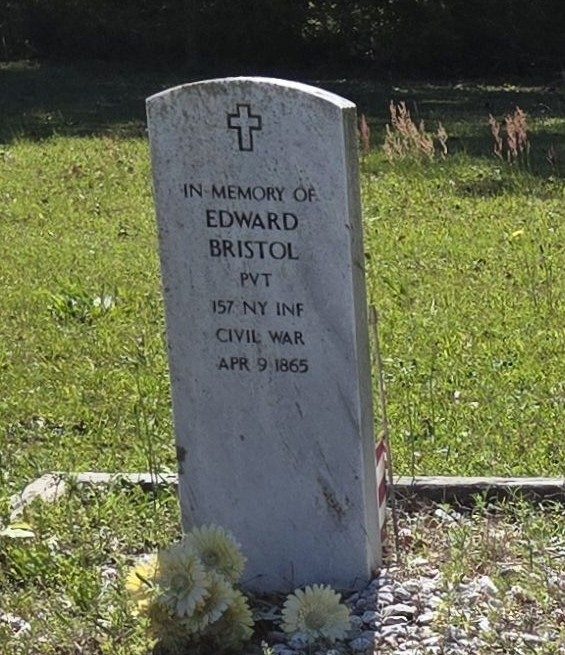 IN MEMORY OF
EDWARD
BRISTOL
PVT
157 NY INF
CIVIL WAR
APR 9 1865